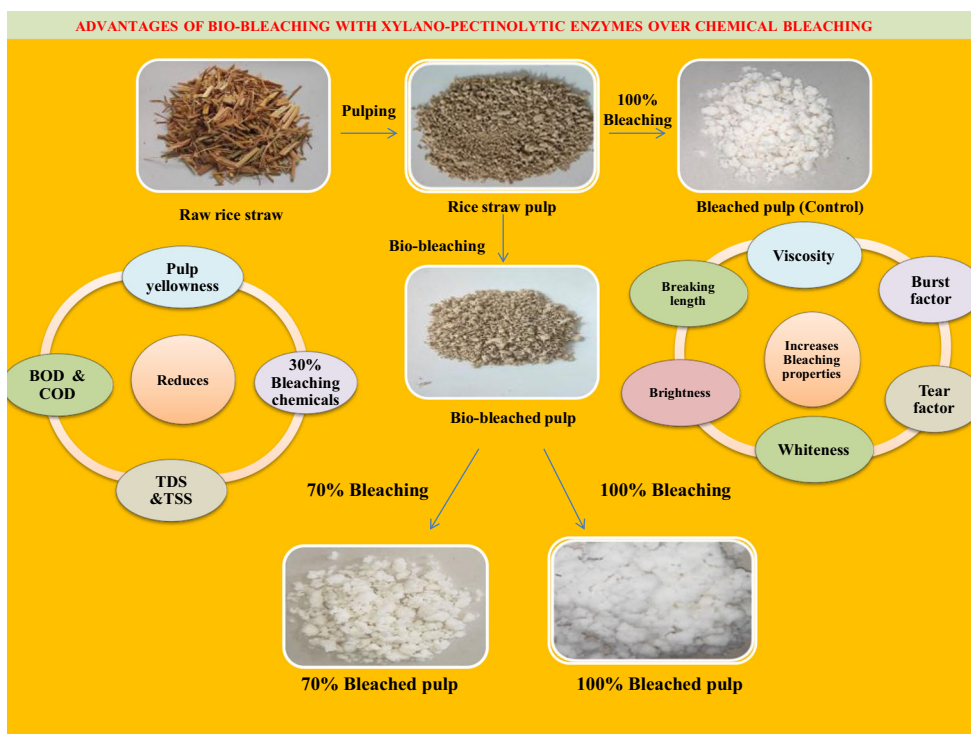 ADVANTAGES OF BIO-BLEACHING WITH XYLANO-PECTINOLYTIC ENZYMES OVER CHEMICAL BLEACHING
Pulping
100%
Bleaching
Raw rice straw
Rice straw pulp
Bleached pulp (Control)
Bio-bleaching
Pulp
yellowness
BOD & COD
Reduces
30%
Bleaching
chemicals
TDS
&TSS
Bio-bleached pulp
Viscosity
Breaking
length
Burst
factor
Increases
Bleaching
properties
Brightness
Tear
factor
Whiteness
70% Bleaching
100% Bleaching
70% Bleached pulp
100% Bleached pulp